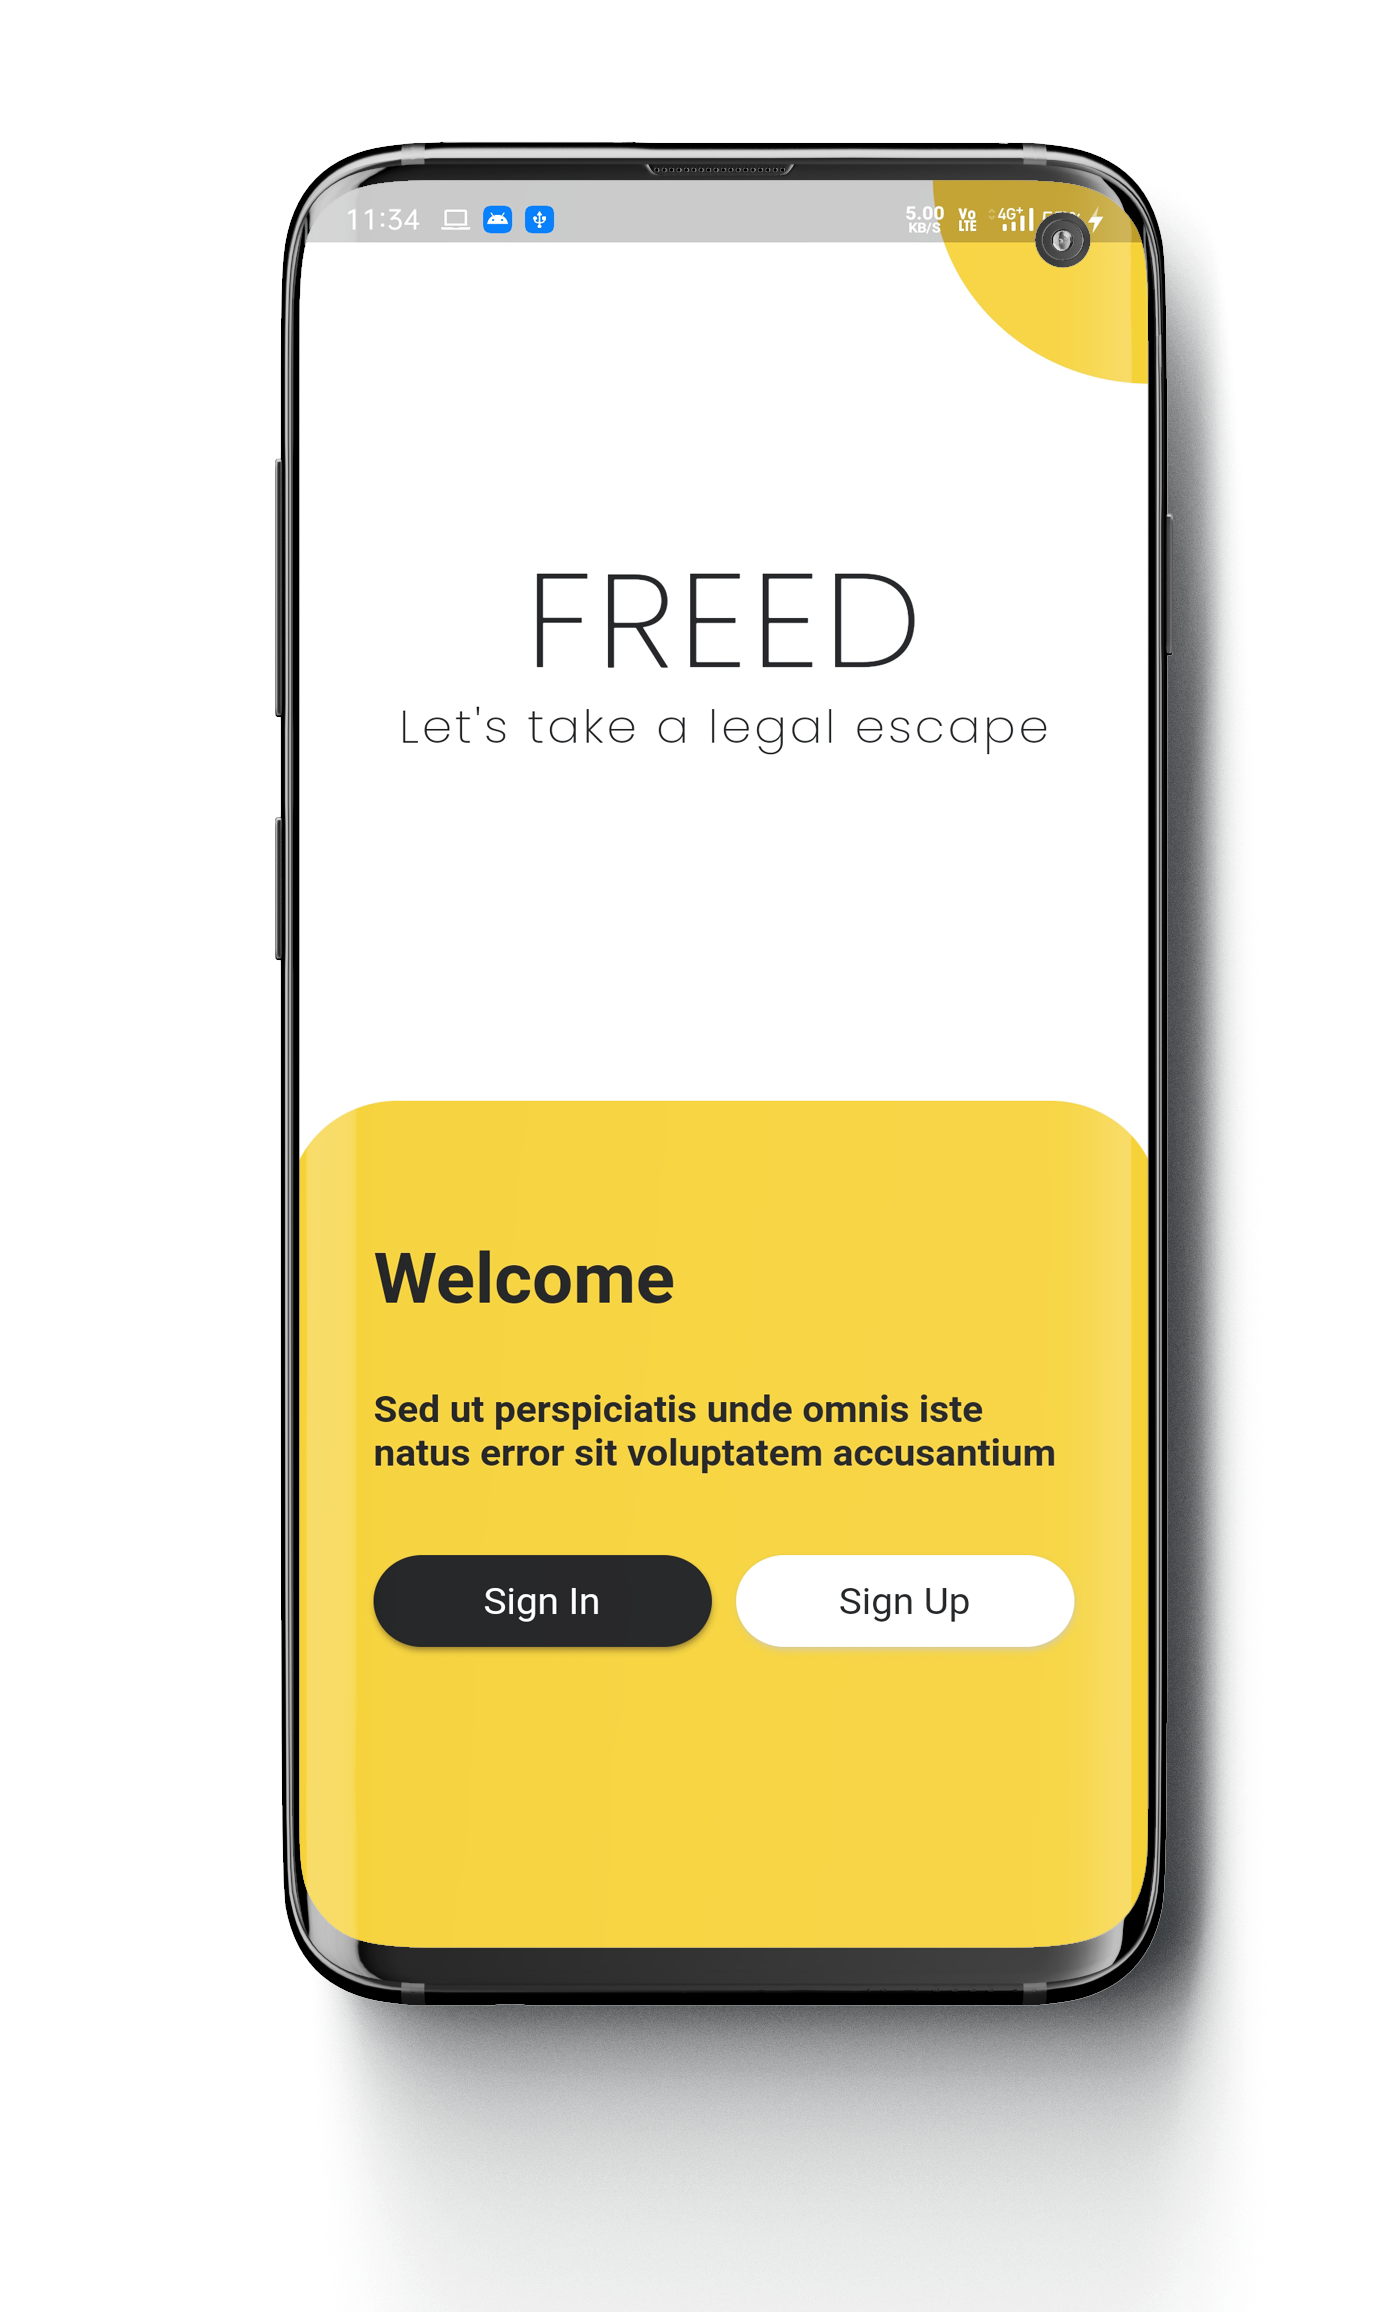 11:34
5.00 Vo 4G+
KB/S LTE
FREED
Let's take a legal escape
Welcome
Sed ut perspiciatis unde omnis iste
natus error sit voluptatem accusantium
Sign In Sign Up